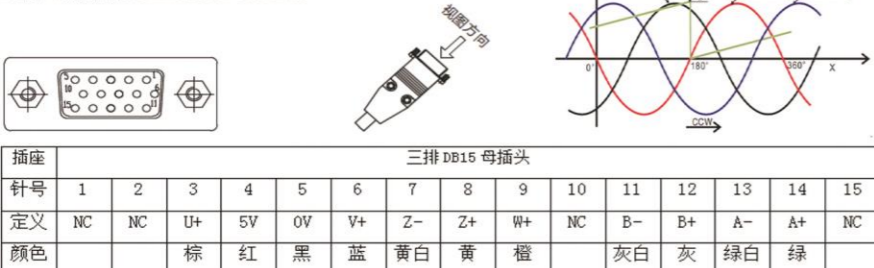 视图方向
5 1
10 6
15 11
0° 180° 360° X
CCW
插座 三排DB15 母插头
针号 1 2 3 4 5 6 7 8 9 10 11 12 13 14 15
定义 NC NC U+ 5V 0V V+ Z- Z+ W+ NC B- B+ A- A+ NC
颜色 棕 红 黑 蓝 黄白 黄 橙 灰白 灰 绿白 绿